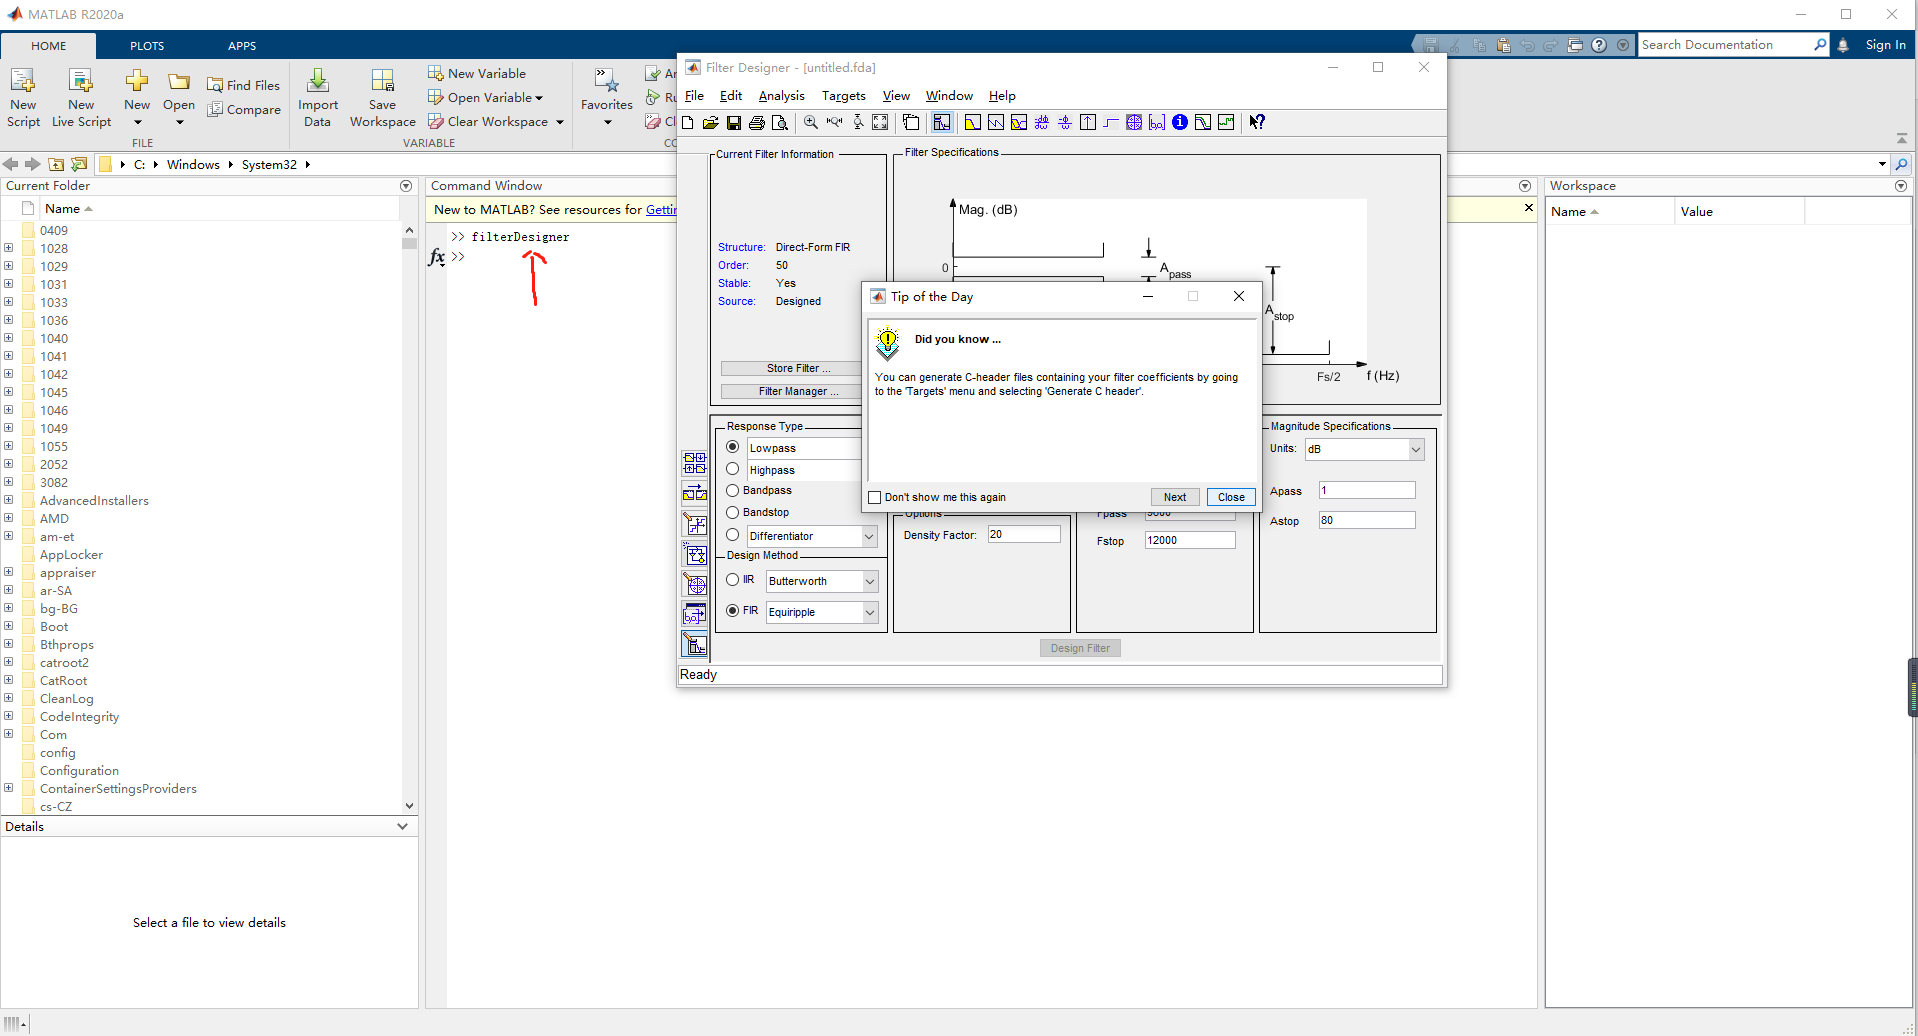 MATLAB R2020a
HOME PLOTS APPS
Search Documentation
Sign In
New Script
New Live Script
New
Open
Find Files
Compare
FILE
Import Data
Save Workspace
New Variable
Open Variable
Clear Workspace
VARIABLE
Favorites
C: Windows System32
Current Folder
Name
0409
1028
1029
1031
1033
1036
1040
1041
1042
1045
1046
1049
1055
2052
3082
AdvancedInstallers
AMD
am-et
AppLocker
appraiser
ar-SA
bg-BG
Boot
Bthprops
catroot2
CatRoot
CleanLog
CodeIntegrity
Com
config
Configuration
ContainerSettingsProviders
cs-CZ
Details
Select a file to view details
Command Window
New to MATLAB? See resources for
>> filterDesigner
fx >>
Workspace
Name Value
Filter Designer - [untitled.fda]
File Edit Analysis Targets View Window Help
Current Filter Information
Structure: Direct-Form FIR
Order: 50
Stable: Yes
Source: Designed
Store Filter ...
Filter Manager ...
Filter Specifications
Mag. (dB)
0
Apass
Astop
Fs/2
f (Hz)
Tip of the Day
Did you know ...
You can generate C-header files containing your filter coefficients by going
to the 'Targets' menu and selecting 'Generate C header'.
Don't show me this again
Next
Close
Response Type
Lowpass
Highpass
Bandpass
Bandstop
Differentiator
Design Method
IIR Butterworth
FIR Equiripple
Options
Density Factor: 20
Fpass
Fstop 12000
Magnitude Specifications
Units: dB
Apass 1
Astop 80
Design Filter
Ready